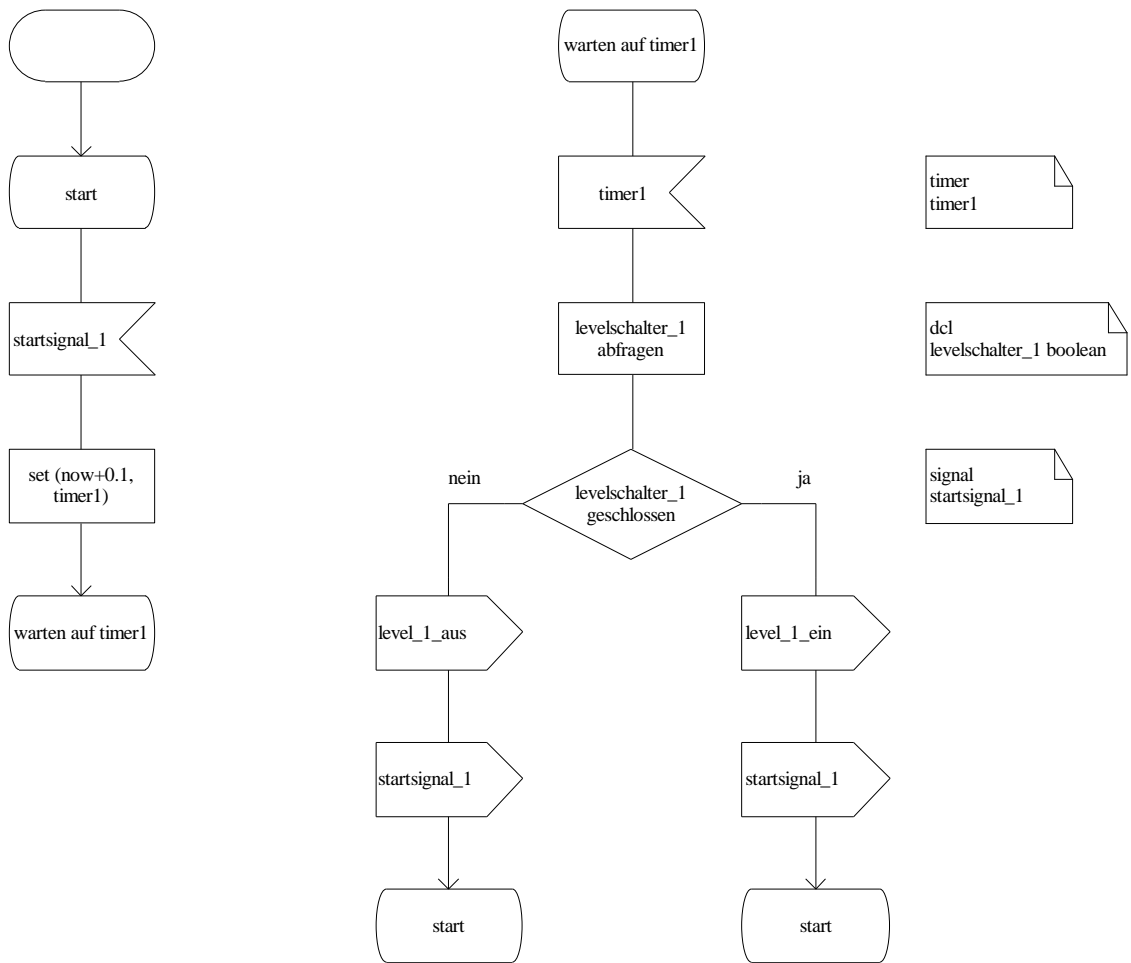 start
startsignal_1
set (now+0.1,
timer1)
warten auf timer1
warten auf timer1
timer1
levelschalter_1
abfragen
levelschalter_1
geschlossen
nein
ja
level_1_aus
startsignal_1
start
level_1_ein
startsignal_1
start
timer
timer1
dcl
levelschalter_1 boolean
signal
startsignal_1